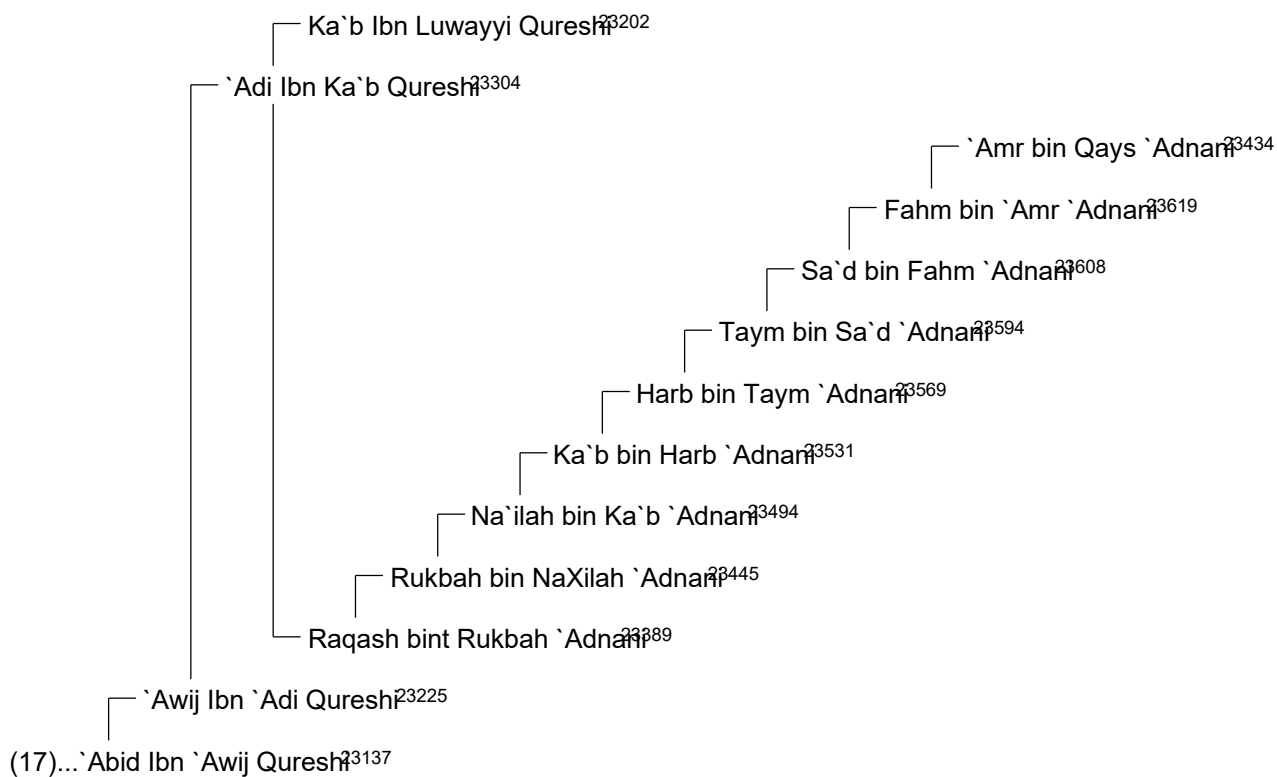 Ka`b Ibn Luwayyi Qureshi23202
`Adi Ibn Ka`b Qureshi23304
`Amr bin Qays `Adnani23434
Fahm bin `Amr `Adnani23619
Sa`d bin Fahm `Adnani23608
Taym bin Sa`d `Adnani23594
Harb bin Taym `Adnani23569
Ka`b bin Harb `Adnani23531
Na`ilah bin Ka`b `Adnani23494
Rukbah bin NaXilah `Adnani23445
Raqash bint Rukbah `Adnani23389
`Awij Ibn `Adi Qureshi23225
(17)...`Abid Ibn `Awij Qureshi23137